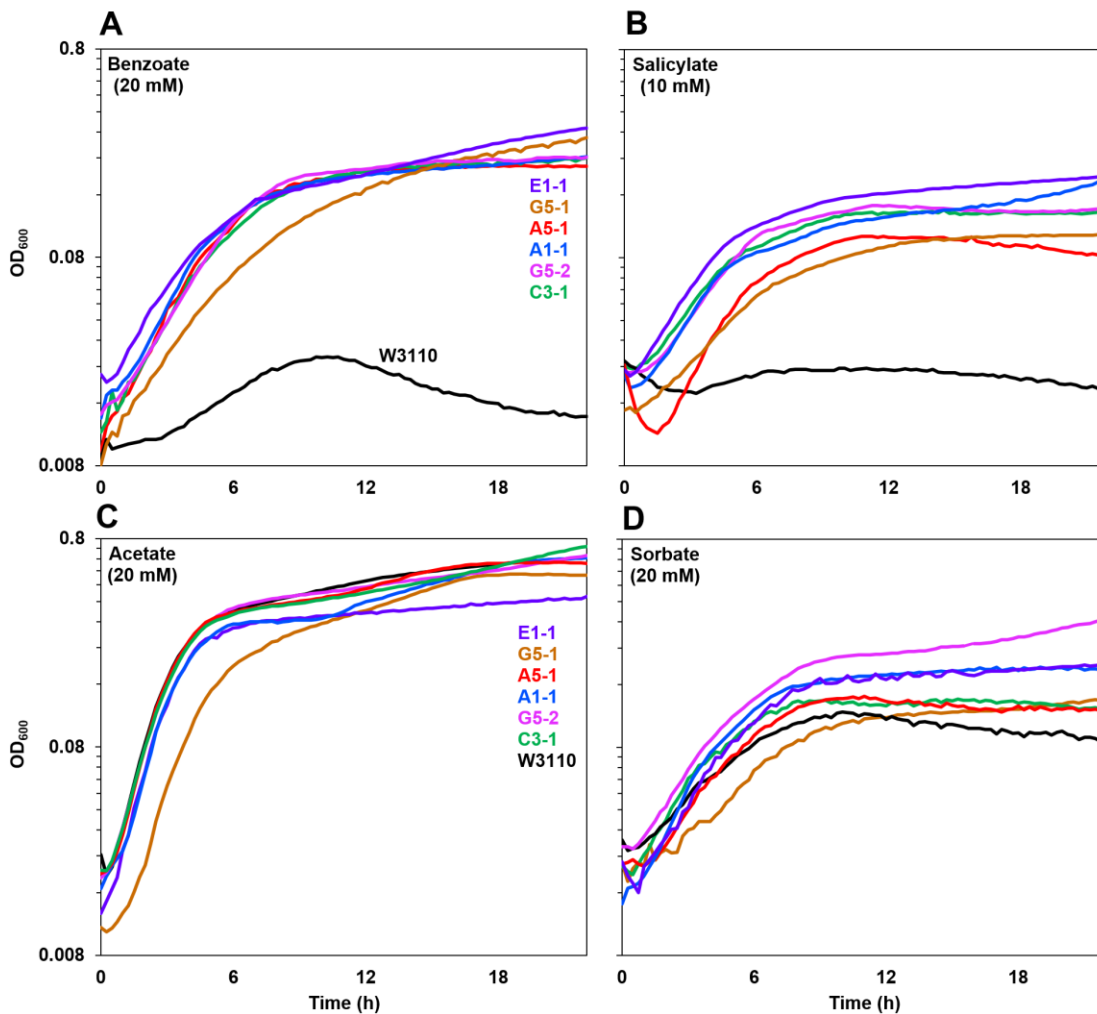 A
B
0.8
Benzoate
(20 mM)
Salicylate
(10 mM)
E1-1
G5-1
A5-1
A1-1
G5-2
C3-1
OD600
0.08
W3110
0.008
0
6
12
18
0
6
12
18
C
D
0.8
Acetate
(20 mM)
Sorbate
(20 mM)
E1-1
G5-1
A5-1
A1-1
G5-2
C3-1
W3110
OD600
0.08
0.008
0
6
12
18
0
6
12
18
Time (h)
Time (h)